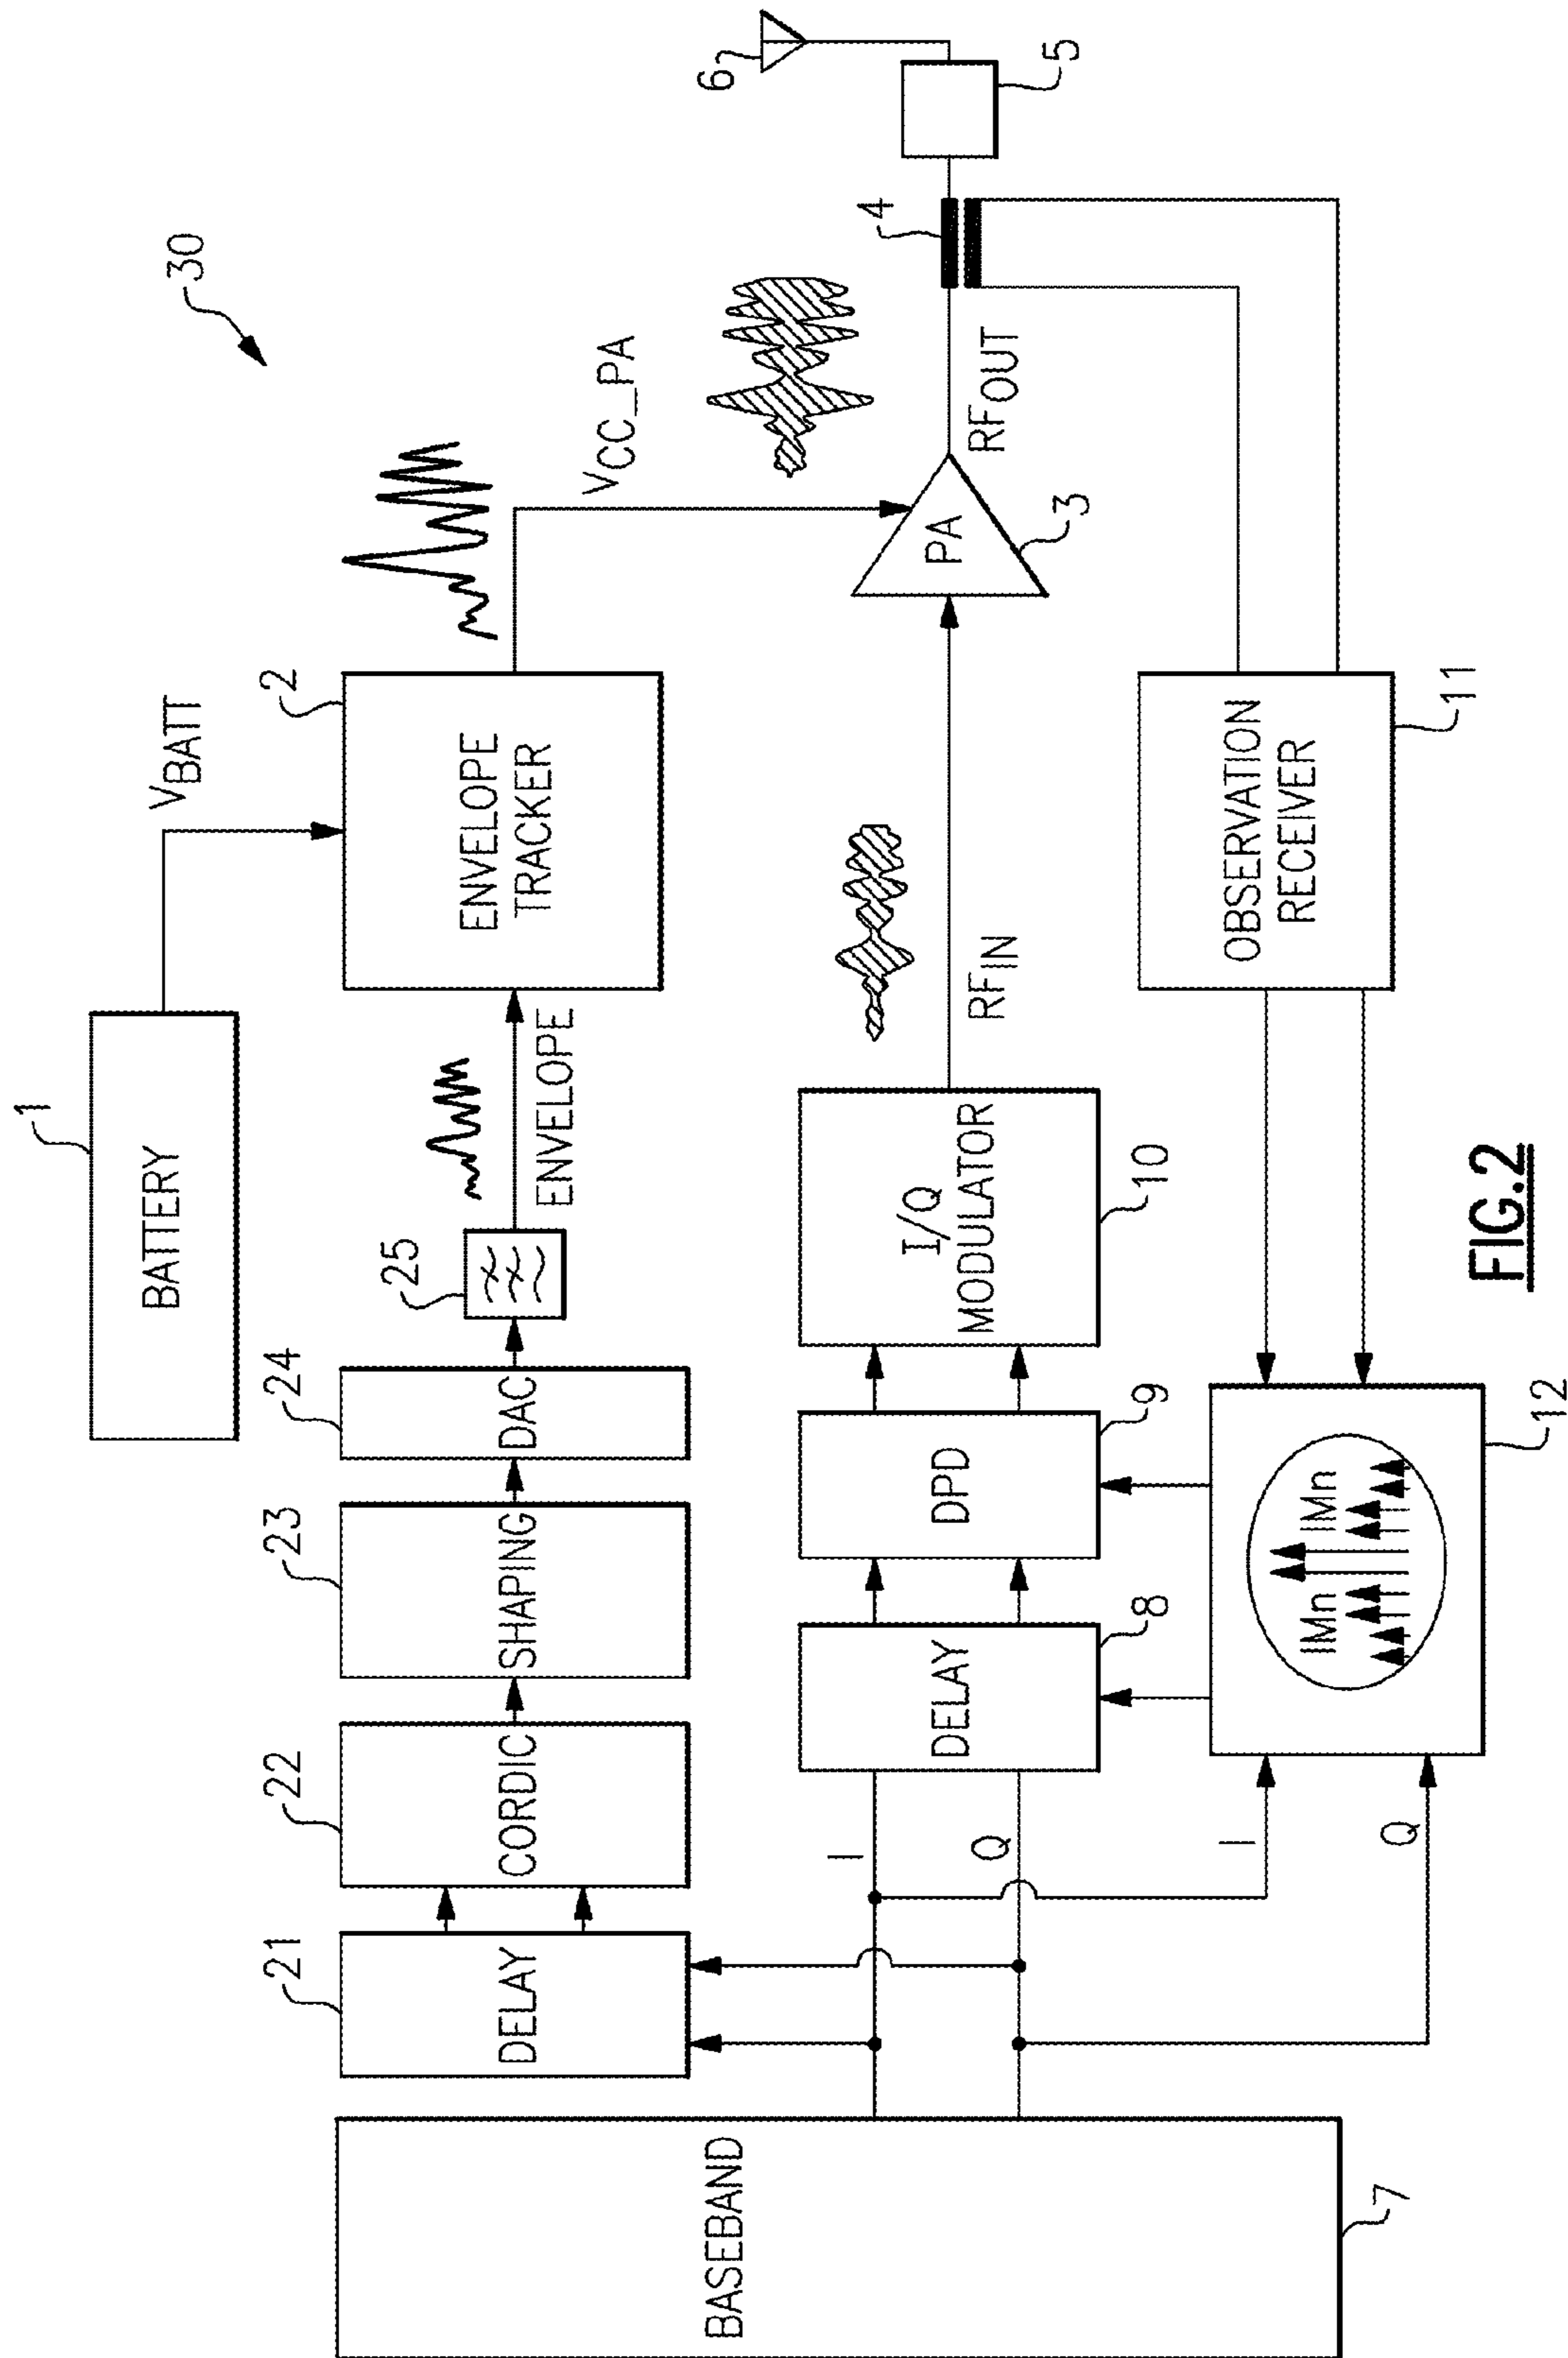 30
1
BATTERY
VBATT
2
ENVELOPE
TRACKER
21
DELAY
22
CORDIC
23
SHAPING
24
DAC
25
ENVELOPE
VCC_PA
7
BASEBAND
I
Q
8
DELAY
9
DPD
10
I/Q
MODULATOR
RFIN
PA
3
RFOUT
4
5
6
I
Q
12
IMn
IMn
11
OBSERVATION
RECEIVER
FIG.2